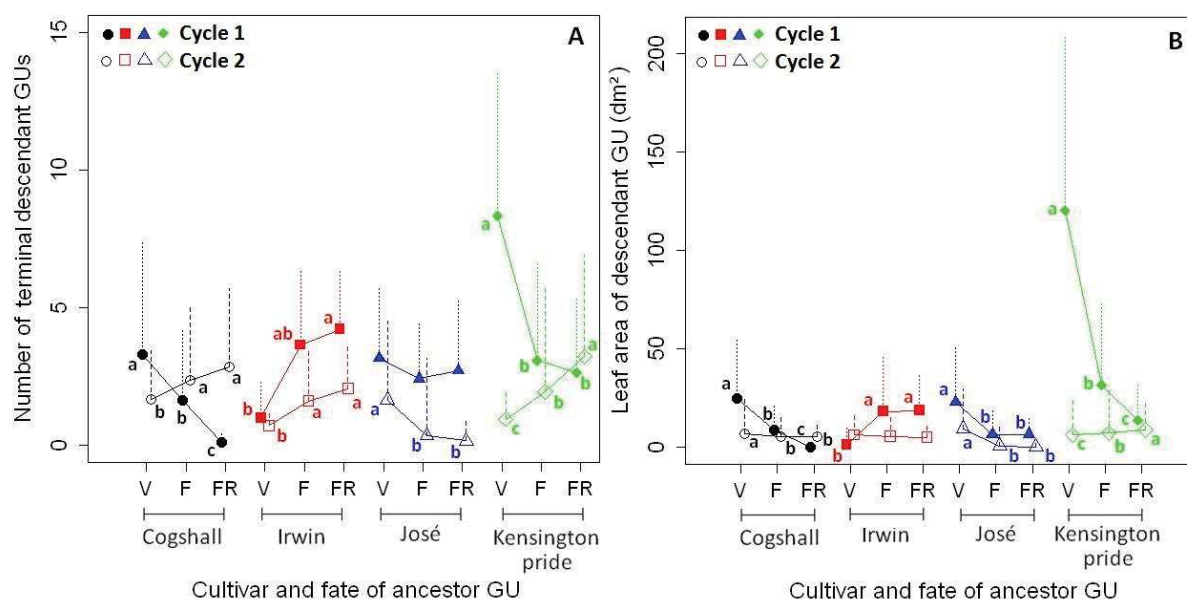 Number of terminal descendant GUs
15
10
5
0
Cycle 1
Cycle 2
A
a
b
c
b
a
a
b
ab
a
b
a
a
a
b
b
a
b
b
c
b
a
V F FR V F FR V F FR V F FR
Cogshall Irwin José Kensington pride
Cultivar and fate of ancestor GU
Leaf area of descendant GU (dm²)
200
150
100
50
0
Cycle 1
Cycle 2
B
a
b
c
a
b
b
b
a
a
a
b
b
a
b
b
a
b
c
c
b
a
V F FR V F FR V F FR V F FR
Cogshall Irwin José Kensington pride
Cultivar and fate of ancestor GU